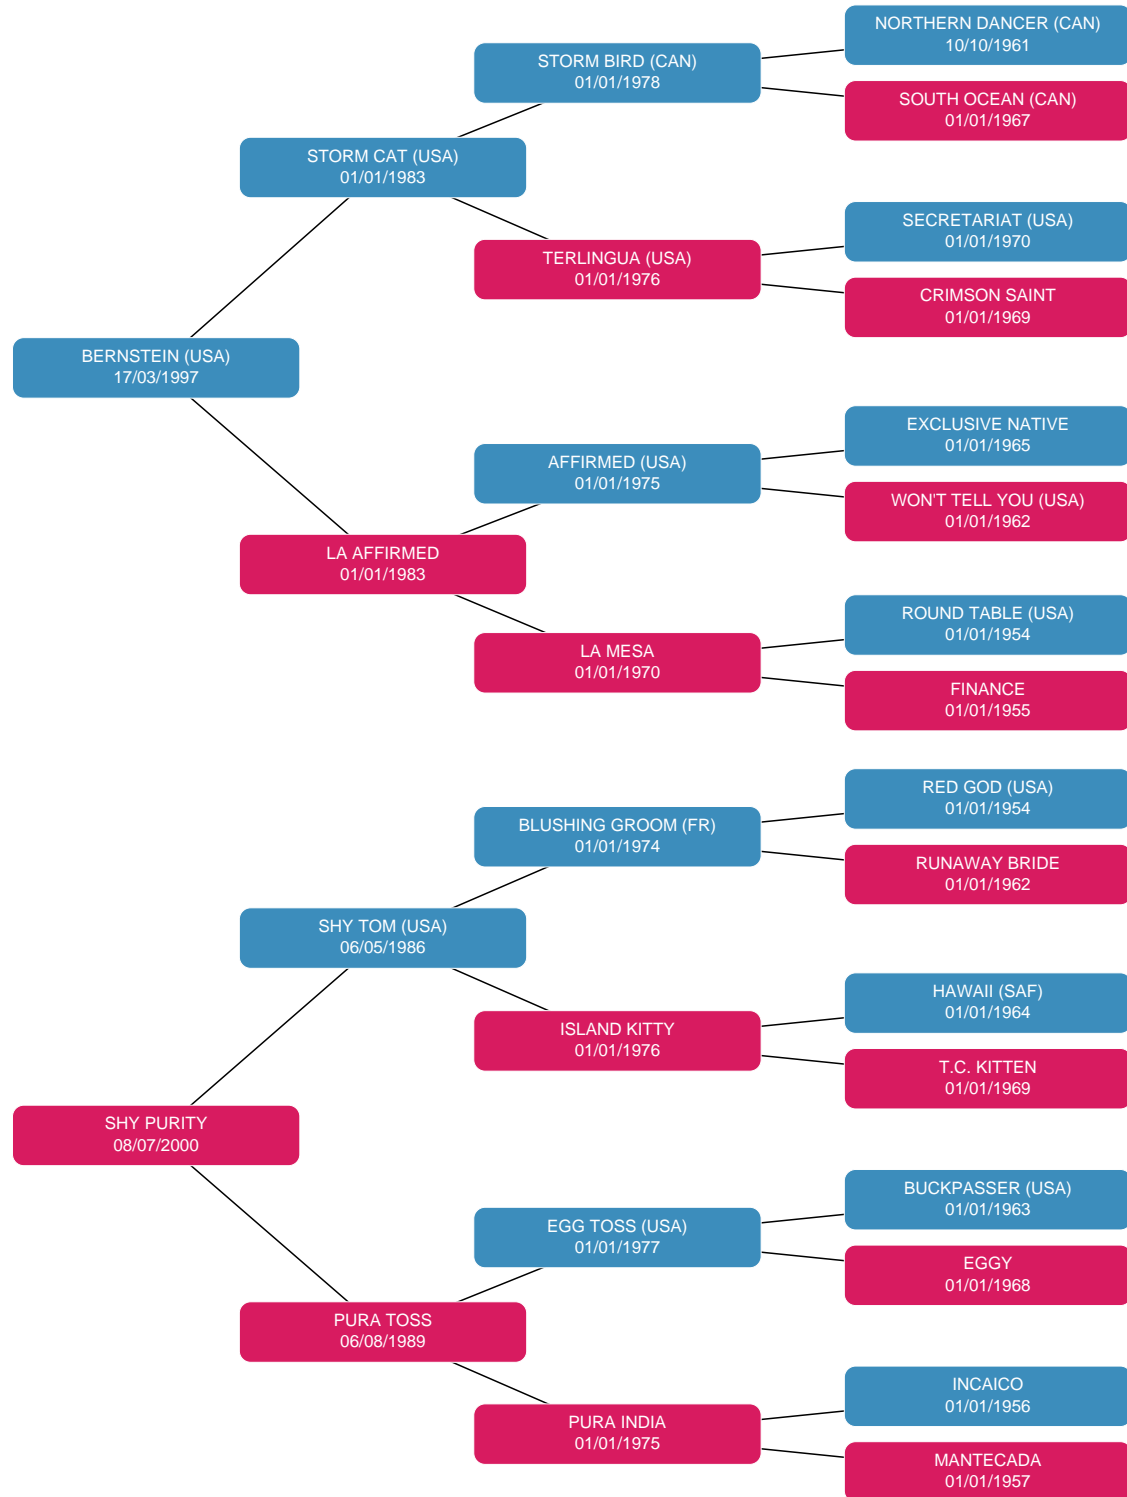 NORTHERN DANCER (CAN)
10/10/1961
STORM BIRD (CAN)
01/01/1978
SOUTH OCEAN (CAN)
01/01/1967
STORM CAT (USA)
01/01/1983
SECRETARIAT (USA)
01/01/1970
TERLINGUA (USA)
01/01/1976
CRIMSON SAINT
01/01/1969
BERNSTEIN (USA)
17/03/1997
EXCLUSIVE NATIVE
01/01/1965
AFFIRMED (USA)
01/01/1975
WON'T TELL YOU (USA)
01/01/1962
LA AFFIRMED
01/01/1983
ROUND TABLE (USA)
01/01/1954
LA MESA
01/01/1970
FINANCE
01/01/1955
RED GOD (USA)
01/01/1954
BLUSHING GROOM (FR)
01/01/1974
RUNAWAY BRIDE
01/01/1962
SHY TOM (USA)
06/05/1986
HAWAII (SAF)
01/01/1964
ISLAND KITTY
01/01/1976
T.C. KITTEN
01/01/1969
SHY PURITY
08/07/2000
BUCKPASSER (USA)
01/01/1963
EGG TOSS (USA)
01/01/1977
EGGY
01/01/1968
PURA TOSS
06/08/1989
INCAICO
01/01/1956
PURA INDIA
01/01/1975
MANTECADA
01/01/1957